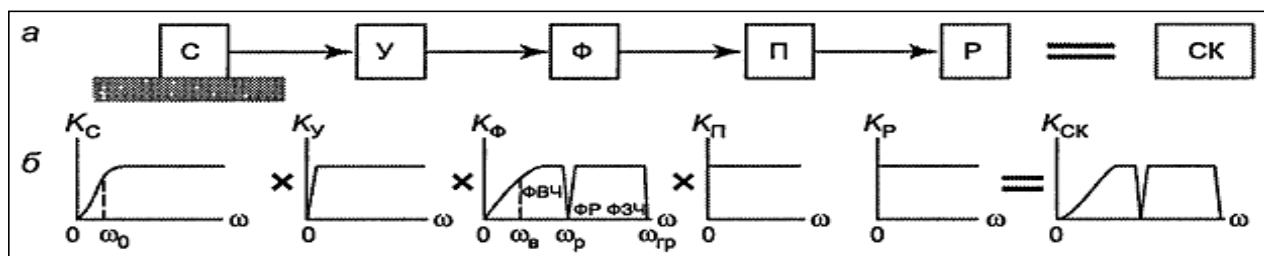 а С У Ф П Р = СК
б K_С K_У K_Ф K_П K_Р K_СК
× × ФВЧ ФР ФЗЧ × × =
0 ω_0 ω 0 ω 0 ω_в ω_р ω_гр ω 0 ω 0 ω 0 ω